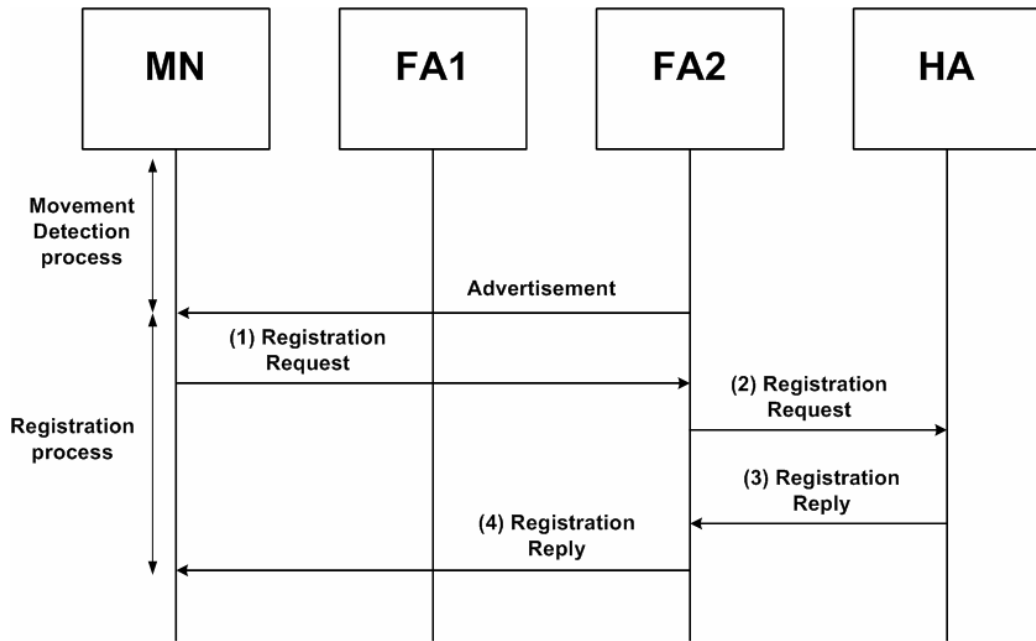 MN
FA1
FA2
HA
Movement
Detection
process
Advertisement
(1) Registration
Request
(2) Registration
Request
Registration
process
(3) Registration
Reply
(4) Registration
Reply